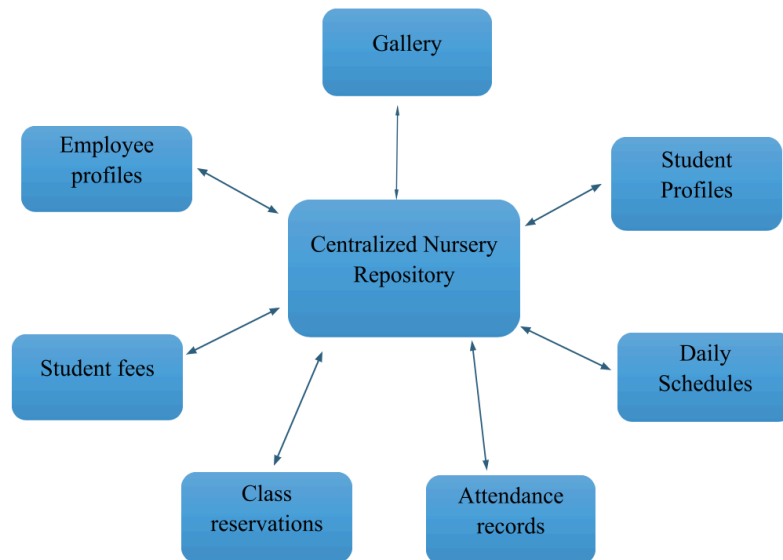 Gallery
Employee
profiles
Student
Profiles
Centralized Nursery
Repository
Student fees
Daily
Schedules
Class
reservations
Attendance
records